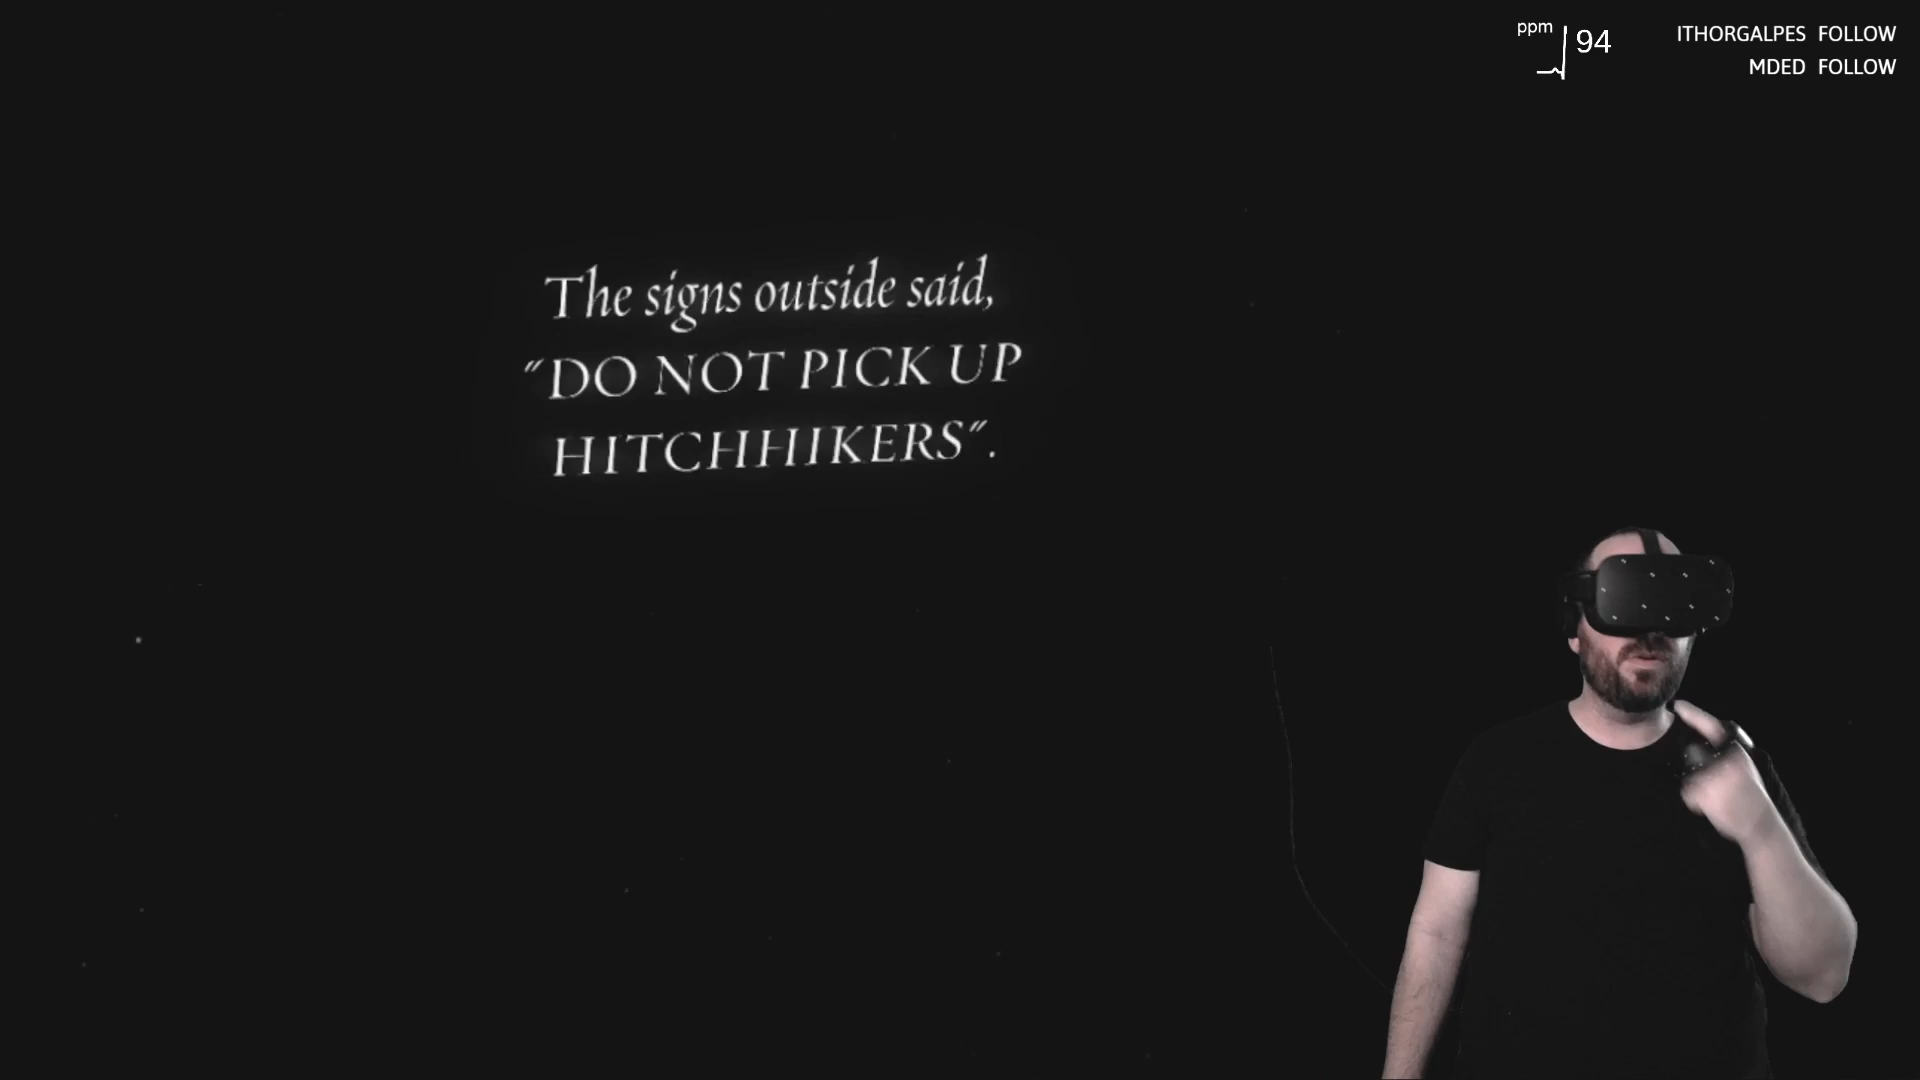 ppm 94
ITHORGALPES FOLLOW
MDED FOLLOW
The signs outside said,
"DO NOT PICK UP
HITCHHIKERS".